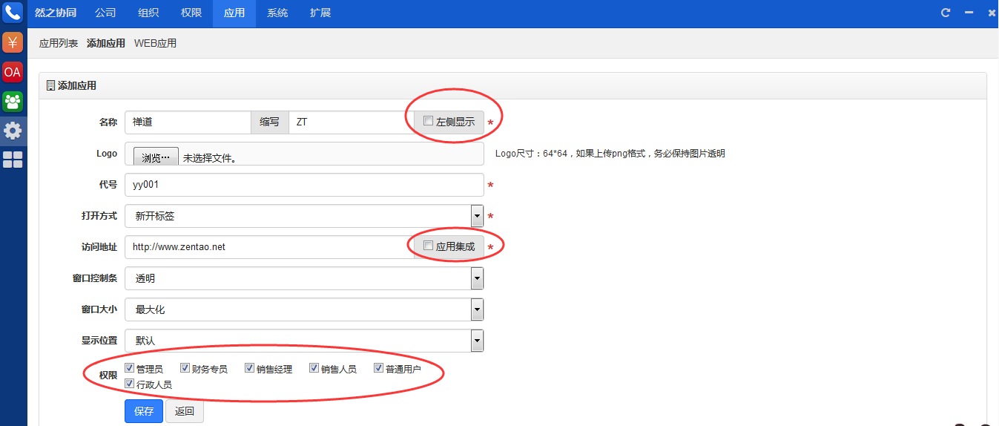 然之协同 公司 组织 权限 应用 系统 扩展
¥
OA
应用列表 添加应用 WEB应用
添加应用
名称 禅道 缩写 ZT 左侧显示 *
Logo 浏览… 未选择文件。 Logo尺寸：64*64，如果上传png格式，务必保持图片透明
代号 yy001 *
打开方式 新开标签 *
访问地址 http://www.zentao.net 应用集成 *
窗口控制条 透明
窗口大小 最大化
显示位置 默认
权限 管理员 财务专员 销售经理 销售人员 普通用户
行政人员
保存 返回